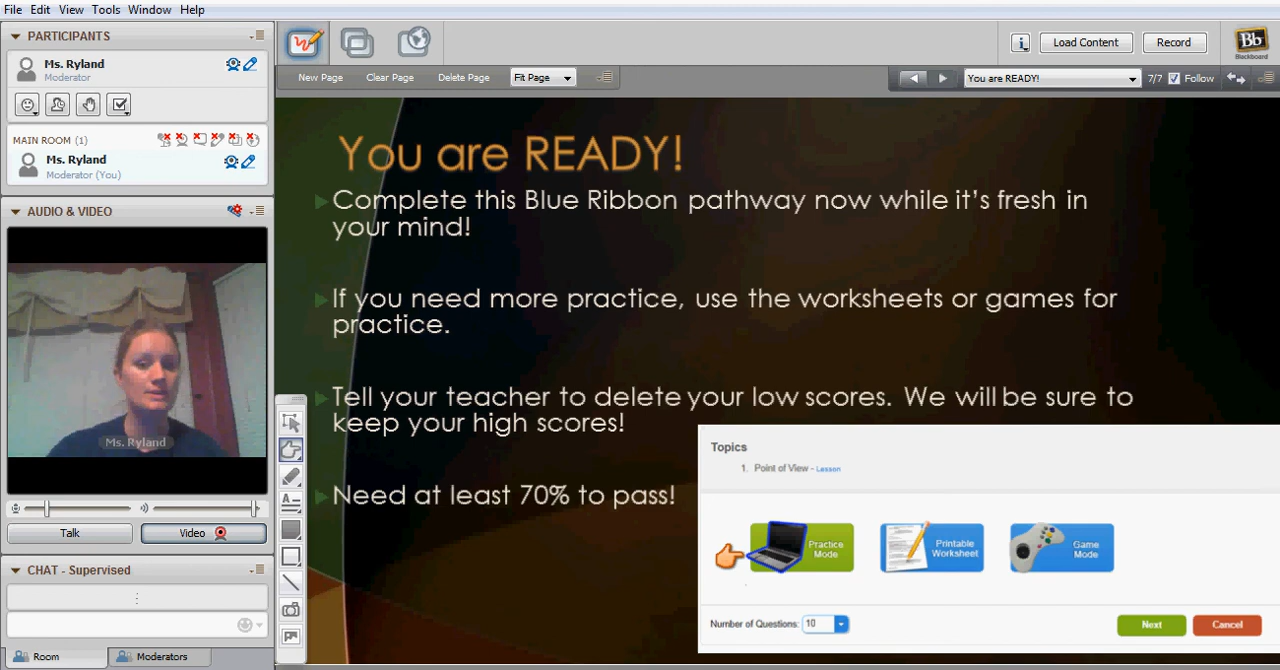 File Edit View Tools Window Help
PARTICIPANTS
Ms. Ryland
Moderator
MAIN ROOM (1)
Ms. Ryland
Moderator (You)
AUDIO & VIDEO
Ms. Ryland
Talk Video
CHAT - Supervised
Room Moderators
Load Content Record
Bb
Blackboard
New Page Clear Page Delete Page Fit Page
You are READY! 7/7 Follow
You are READY!
Complete this Blue Ribbon pathway now while it's fresh in
your mind!
If you need more practice, use the worksheets or games for
practice.
Tell your teacher to delete your low scores. We will be sure to
keep your high scores!
Need at least 70% to pass!
Topics
1. Point of View - Lesson
Practice
Mode
Printable
Worksheet
Game
Mode
Number of Questions: 10
Next Cancel